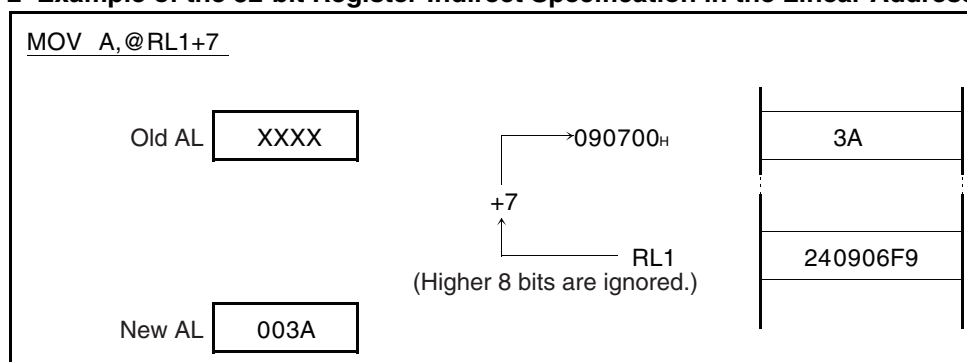 2 Example of the 32-bit Register Indirect Specification in the Linear Address
MOV A,@RL1+7
Old AL XXXX 090700H 3A
+7
RL1 240906F9
(Higher 8 bits are ignored.)
New AL 003A